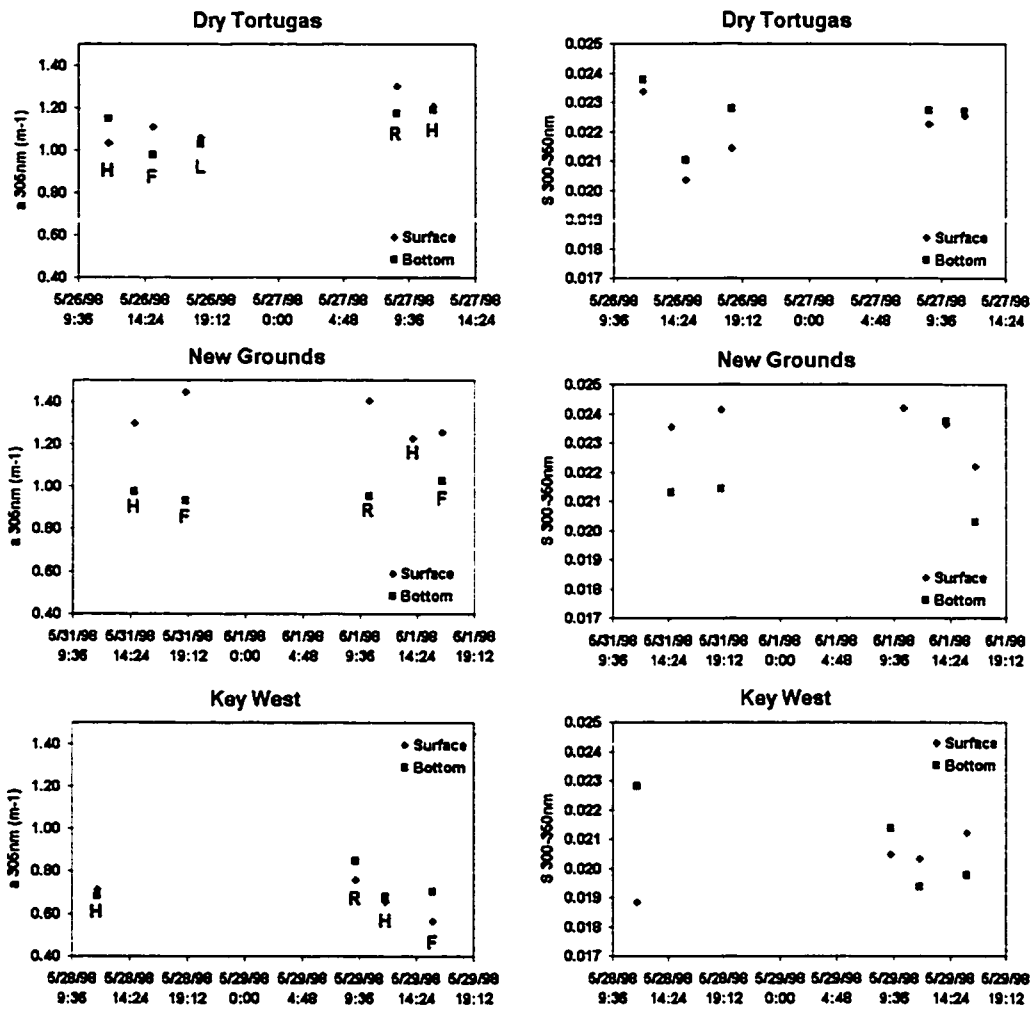 Dry Tortugas
1.40
1.20
1.00
0.80
0.60
0.40
a 305nm (m-1)
H
F
L
R
H
Surface
Bottom
5/26/98 5/26/98 5/26/98 5/27/98 5/27/98 5/27/98 5/27/98
9:36 14:24 19:12 0:00 4:48 9:36 14:24
Dry Tortugas
0.025
0.024
0.023
0.022
0.021
0.020
0.019
0.018
0.017
S 300-350nm
Surface
Bottom
5/26/98 5/26/98 5/26/98 5/27/98 5/27/98 5/27/98 5/27/98
9:36 14:24 19:12 0:00 4:48 9:36 14:24
New Grounds
1.40
1.20
1.00
0.80
0.60
0.40
a 305nm (m-1)
H
F
R
H
F
Surface
Bottom
5/31/98 5/31/98 5/31/98 6/1/98 6/1/98 6/1/98 6/1/98 6/1/98
9:36 14:24 19:12 0:00 4:48 9:36 14:24 19:12
New Grounds
0.025
0.024
0.023
0.022
0.021
0.020
0.019
0.018
0.017
S 300-350nm
Surface
Bottom
5/31/98 5/31/98 5/31/98 6/1/98 6/1/98 6/1/98 6/1/98 6/1/98
9:36 14:24 19:12 0:00 4:48 9:36 14:24 19:12
Key West
1.40
1.20
1.00
0.80
0.60
0.40
a 305nm (m-1)
H
R
H
F
Surface
Bottom
5/28/98 5/28/98 5/28/98 5/29/98 5/29/98 5/29/98 5/29/98 5/29/98
9:36 14:24 19:12 0:00 4:48 9:36 14:24 19:12
Key West
0.025
0.024
0.023
0.022
0.021
0.020
0.019
0.018
0.017
S 300-350nm
Surface
Bottom
5/28/98 5/28/98 5/28/98 5/29/98 5/29/98 5/29/98 5/29/98 5/29/98
9:36 14:24 19:12 0:00 4:48 9:36 14:24 19:12